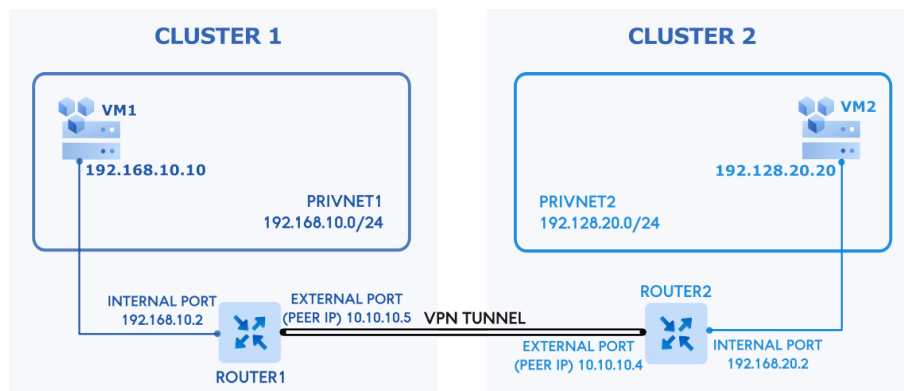 CLUSTER 1
VM1
192.168.10.10
PRIVNET1
192.168.10.0/24
INTERNAL PORT
192.168.10.2
EXTERNAL PORT
(PEER IP) 10.10.10.5
ROUTER1
VPN TUNNEL
CLUSTER 2
VM2
192.128.20.20
PRIVNET2
192.128.20.0/24
ROUTER2
EXTERNAL PORT
(PEER IP) 10.10.10.4
INTERNAL PORT
192.168.20.2